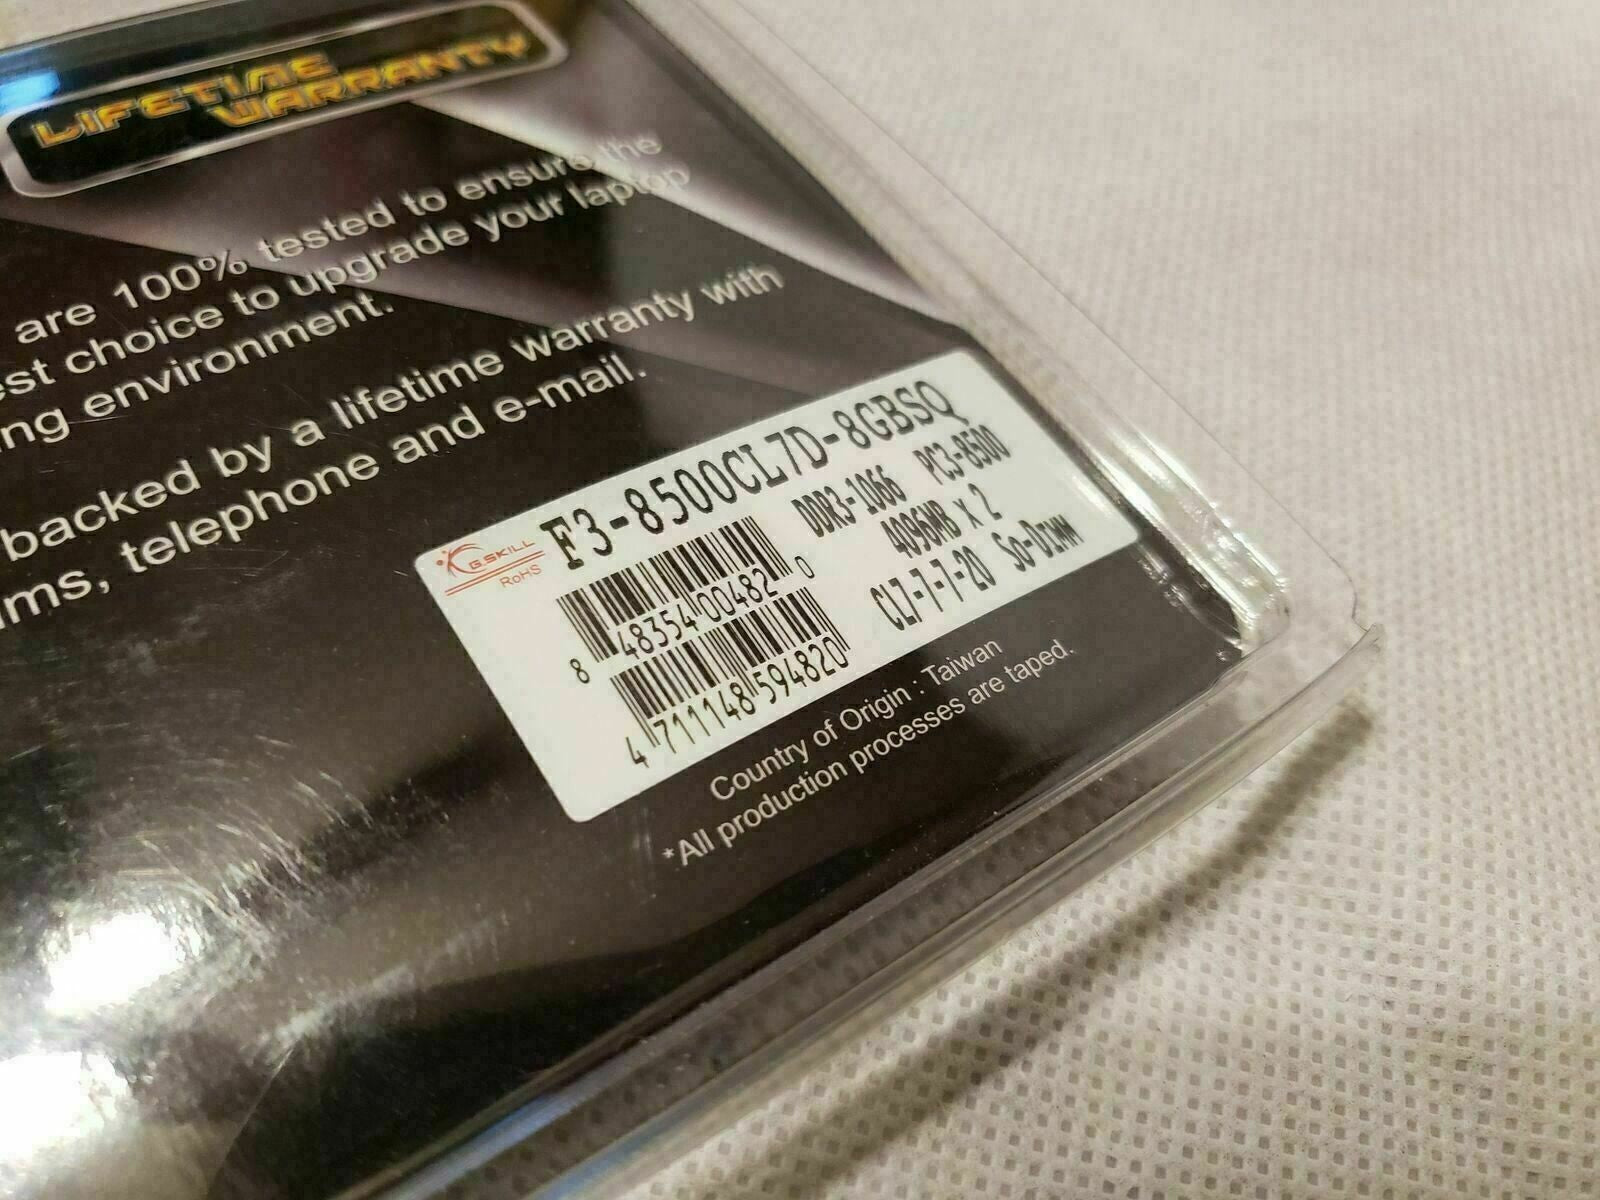 LIFETIME
WARRANTY
are 100% tested to ensure the
est choice to upgrade your laptop
ng environment.
backed by a lifetime warranty with
ms, telephone and e-mail.
G.SKILL
RoHS
F3-8500CL7D-8GBSQ
DDR3-1066 PC3-8500
4096MB x 2
CL7-7-7-20 So-Dimm
8 48354 00482 0
4 711148 594820
Country of Origin : Taiwan
*All production processes are taped.